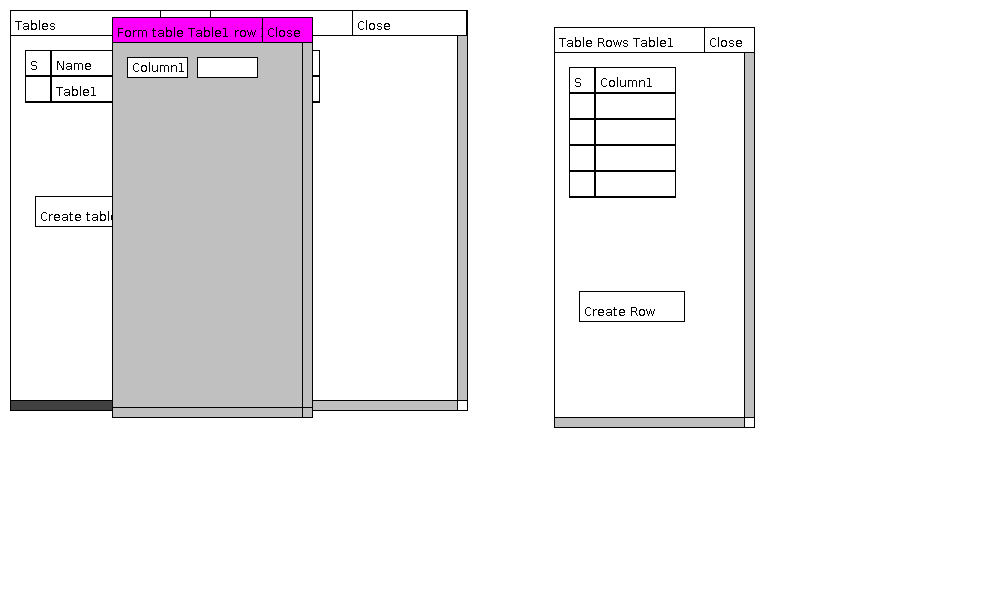 Tables
Close
S Name
Table1
Create table
Form table Table1 row
Close
Column1
Table Rows Table1
Close
S Column1
Create Row